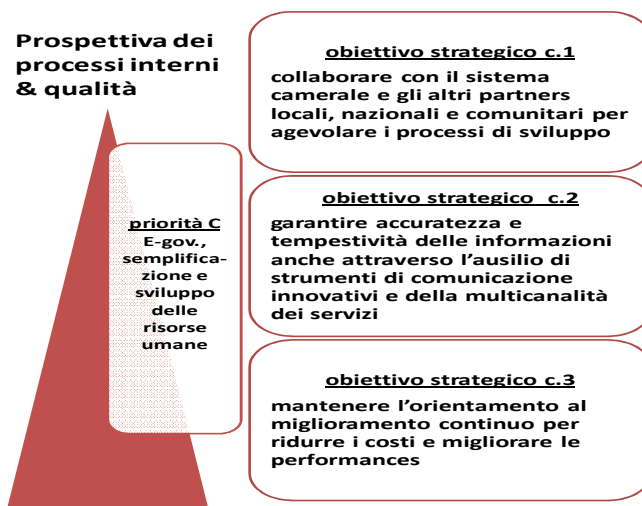 Prospettiva dei
processi interni
& qualità
priorità C
E-gov.,
semplifica-
zione e
sviluppo
delle
risorse
umane
obiettivo strategico c.1
collaborare con il sistema
camerale e gli altri partners
locali, nazionali e comunitari per
agevolare i processi di sviluppo
obiettivo strategico c.2
garantire accuratezza e
tempestività delle informazioni
anche attraverso l’ausilio di
strumenti di comunicazione
innovativi e della multicanalità
dei servizi
obiettivo strategico c.3
mantenere l’orientamento al
miglioramento continuo per
ridurre i costi e migliorare le
performances